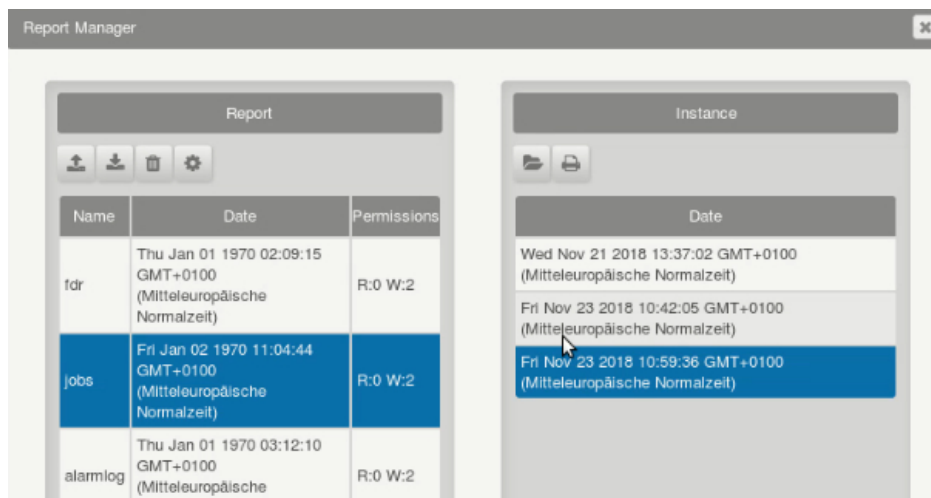 Report Manager
Report
Name Date Permissions
fdr
Thu Jan 01 1970 02:09:15
GMT+0100
(Mitteleuropäische
Normalzeit)
R:0 W:2
jobs
Fri Jan 02 1970 11:04:44
GMT+0100
(Mitteleuropäische
Normalzeit)
R:0 W:2
alarmlog
Thu Jan 01 1970 03:12:10
GMT+0100
(Mitteleuropäische
R:0 W:2
Instance
Date
Wed Nov 21 2018 13:37:02 GMT+0100
(Mitteleuropäische Normalzeit)
Fri Nov 23 2018 10:42:05 GMT+0100
(Mitteleuropäische Normalzeit)
Fri Nov 23 2018 10:59:36 GMT+0100
(Mitteleuropäische Normalzeit)